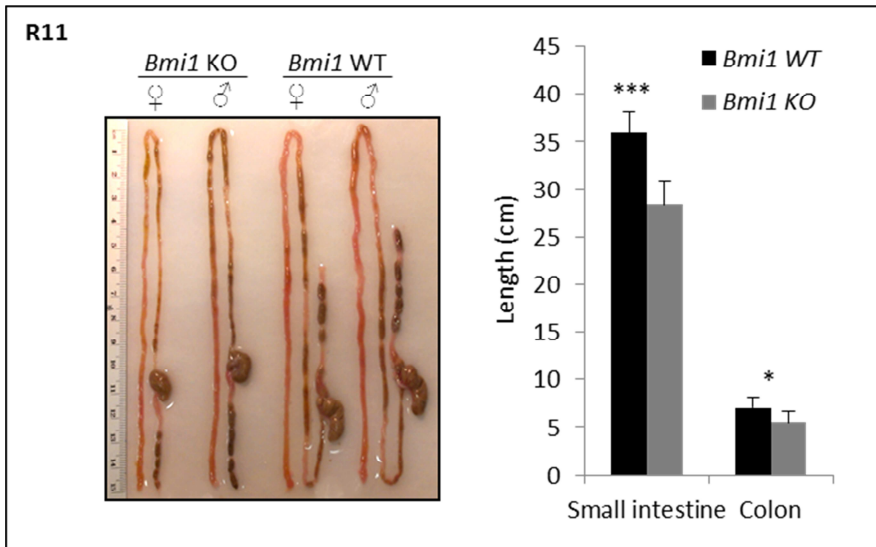 R11
Bmi1 KO Bmi1 WT
♀ ♂ ♀ ♂
Length (cm)
45
40
35
30
25
20
15
10
5
0
***
*
Bmi1 WT
Bmi1 KO
Small intestine Colon